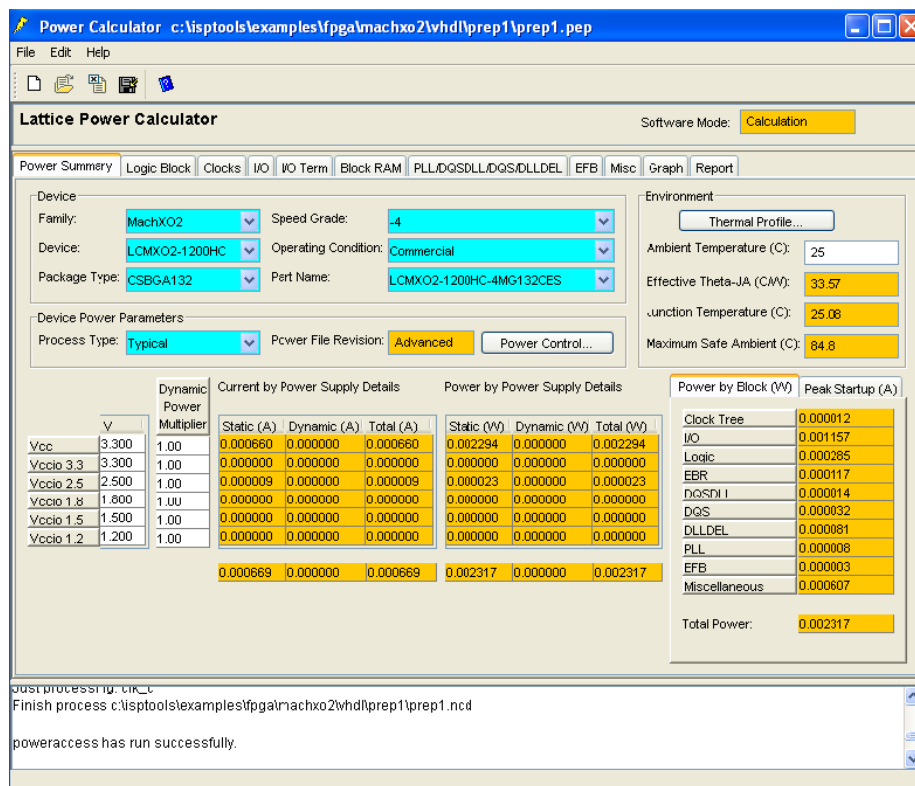 Power Calculator c:\isptools\examples\fpga\machxo2\vhdl\prep1\prep1.pep
File Edit Help
Lattice Power Calculator
Software Mode: Calculation
Power Summary Logic Block Clocks I/O I/O Term Block RAM PLL/DQSDLL/DQS/DLLDEL EFB Misc Graph Report
Device
Family: MachXO2 Speed Grade: -4
Device: LCMXO2-1200HC Operating Condition: Commercial
Package Type: CSBGA132 Part Name: LCMXO2-1200HC-4MG132CES
Device Power Parameters
Process Type: Typical Power File Revision: Advanced Power Control...
Environment
Thermal Profile...
Ambient Temperature (C): 25
Effective Theta-JA (C/W): 33.57
Junction Temperature (C): 25.08
Maximum Safe Ambient (C): 84.8
Dynamic Power Multiplier Current by Power Supply Details Power by Power Supply Details
V Static (A) Dynamic (A) Total (A) Static (W) Dynamic (W) Total (W)
Vcc 3.300 1.00 0.000660 0.000000 0.000660 0.002294 0.000000 0.002294
Vccio 3.3 3.300 1.00 0.000000 0.000000 0.000000 0.000000 0.000000 0.000000
Vccio 2.5 2.500 1.00 0.000009 0.000000 0.000009 0.000023 0.000000 0.000023
Vccio 1.8 1.800 1.00 0.000000 0.000000 0.000000 0.000000 0.000000 0.000000
Vccio 1.5 1.500 1.00 0.000000 0.000000 0.000000 0.000000 0.000000 0.000000
Vccio 1.2 1.200 1.00 0.000000 0.000000 0.000000 0.000000 0.000000 0.000000
0.000669 0.000000 0.000669 0.002317 0.000000 0.002317
Power by Block (W) Peak Startup (A)
Clock Tree 0.000012
I/O 0.001157
Logic 0.000285
EBR 0.000117
DQSDLL 0.000014
DQS 0.000032
DLLDEL 0.000081
PLL 0.000008
EFB 0.000003
Miscellaneous 0.000607
Total Power: 0.002317
Just processing: clk_c
Finish process c:\isptools\examples\fpga\machxo2\vhdl\prep1\prep1.ncd
poweraccess has run successfully.